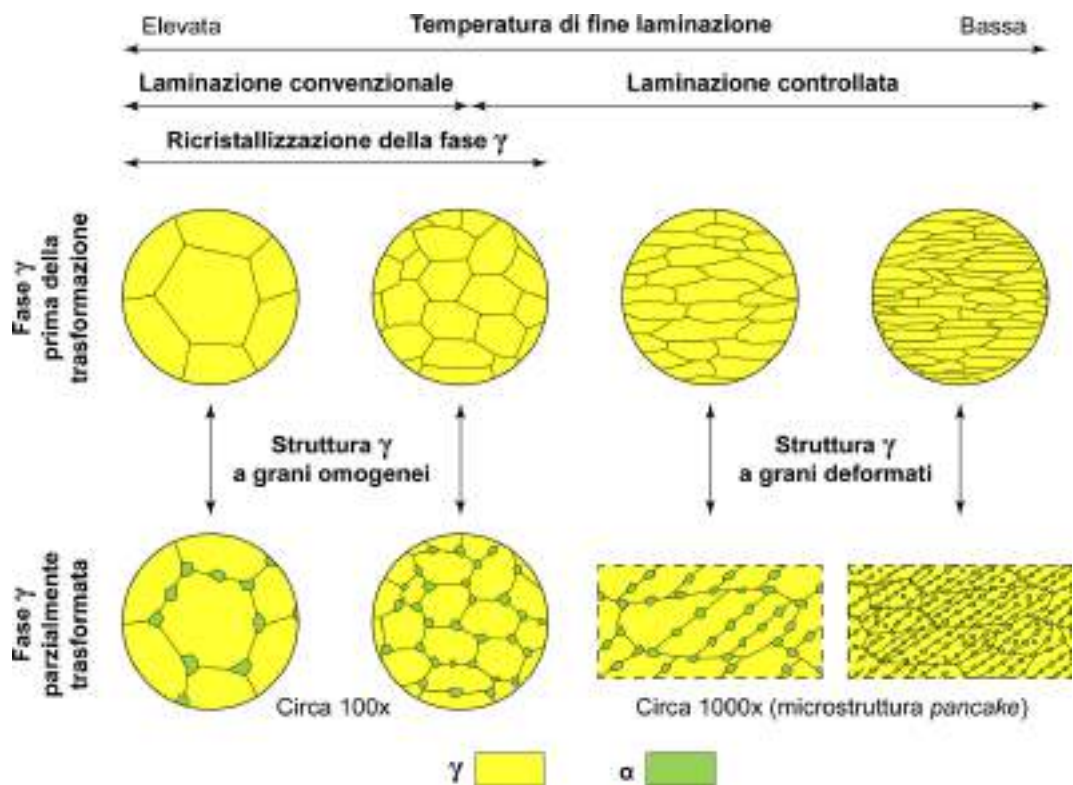 Elevata
Temperatura di fine laminazione
Bassa
Laminazione convenzionale
Laminazione controllata
Ricristallizzazione della fase γ
Fase γ
prima della
trasformazione
Struttura γ
a grani omogenei
Struttura γ
a grani deformati
Fase γ
parzialmente
trasformata
Circa 100x
Circa 1000x (microstruttura pancake)
γ
α